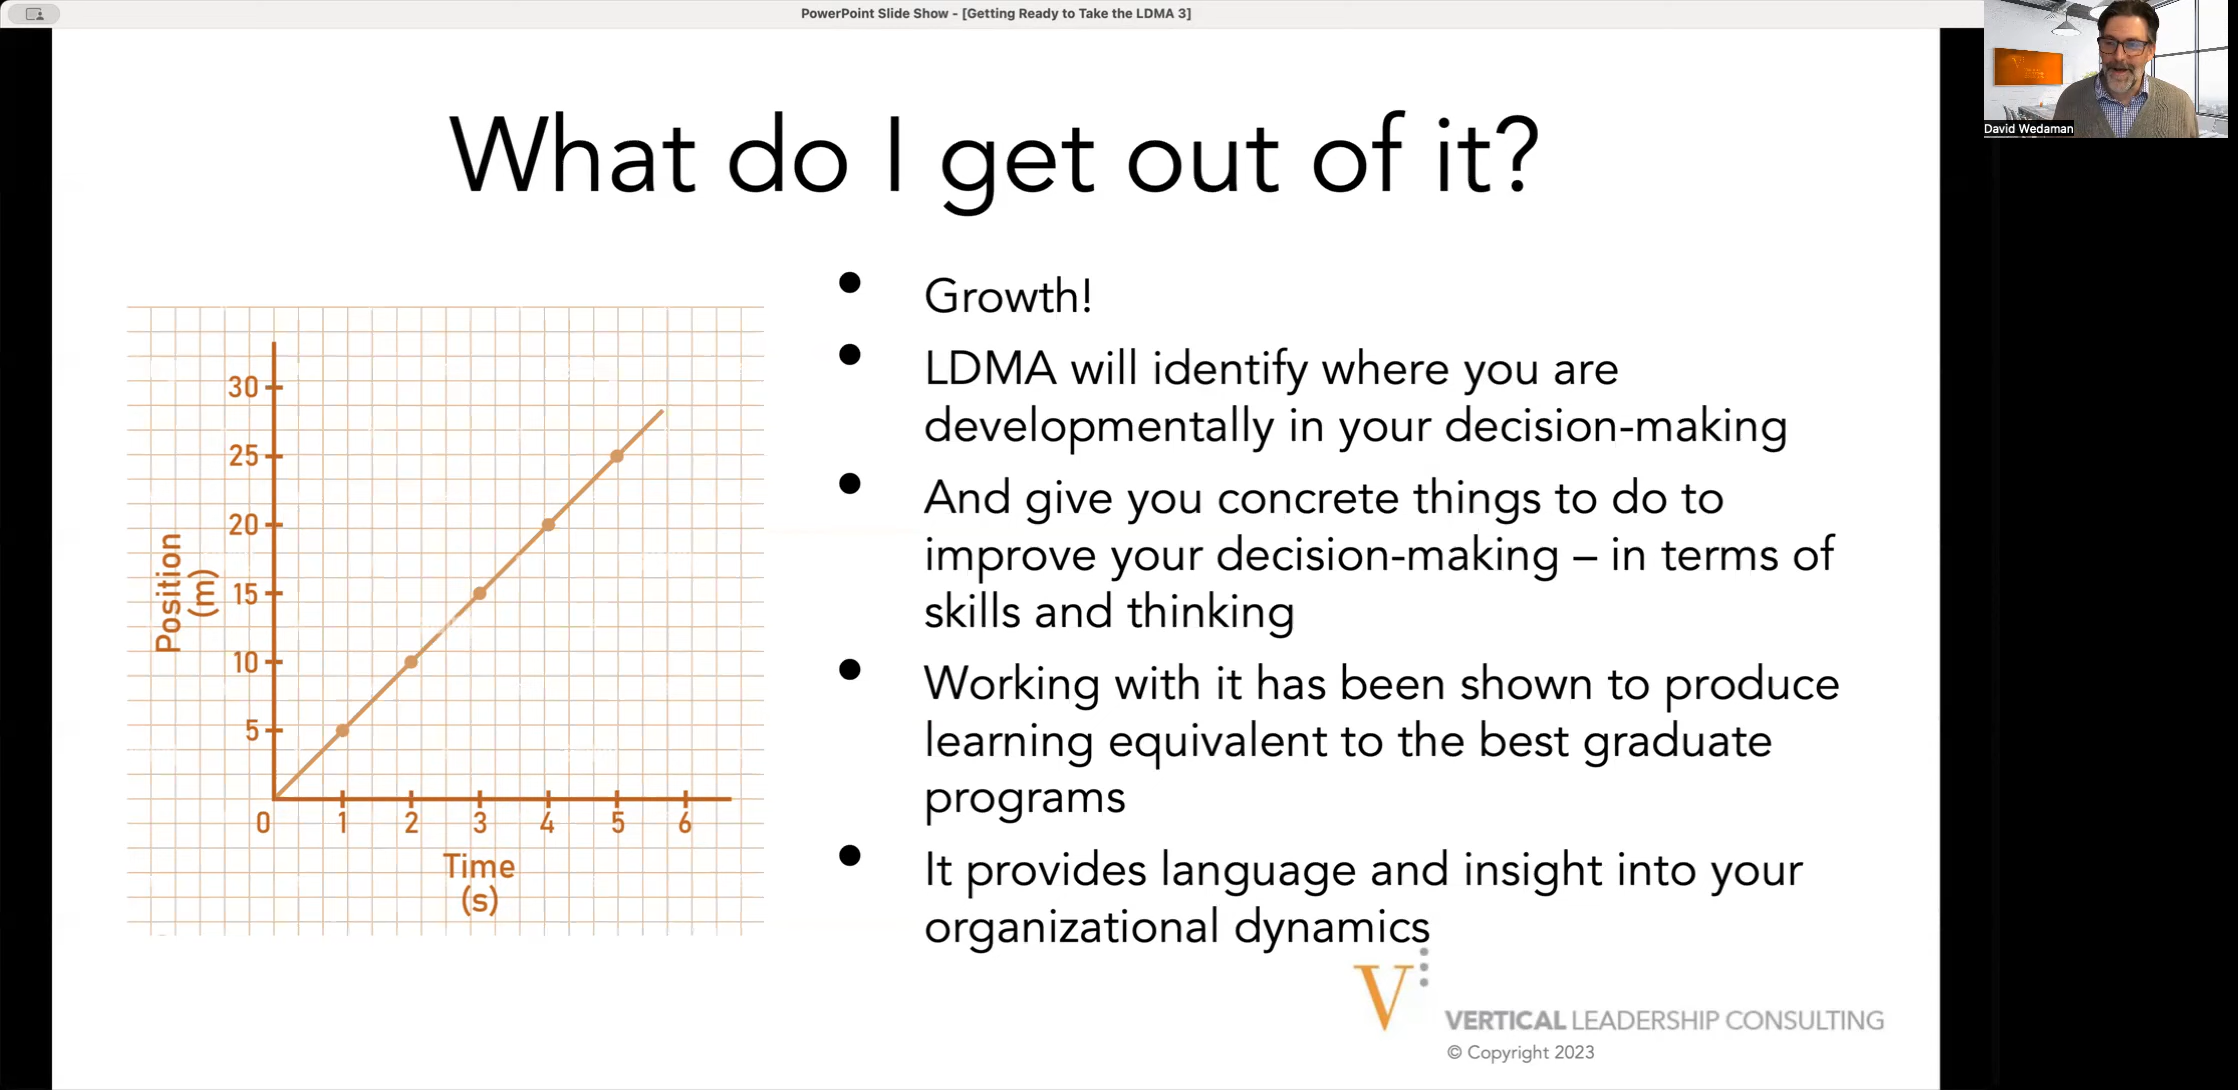 PowerPoint Slide Show - [Getting Ready to Take the LDMA 3]
David Wedaman
What do I get out of it?
30
25
20
15
10
5
Position
(m)
0 1 2 3 4 5 6
Time
(s)
• Growth!
• LDMA will identify where you are
developmentally in your decision-making
• And give you concrete things to do to
improve your decision-making – in terms of
skills and thinking
• Working with it has been shown to produce
learning equivalent to the best graduate
programs
• It provides language and insight into your
organizational dynamics
V
VERTICAL LEADERSHIP CONSULTING
© Copyright 2023